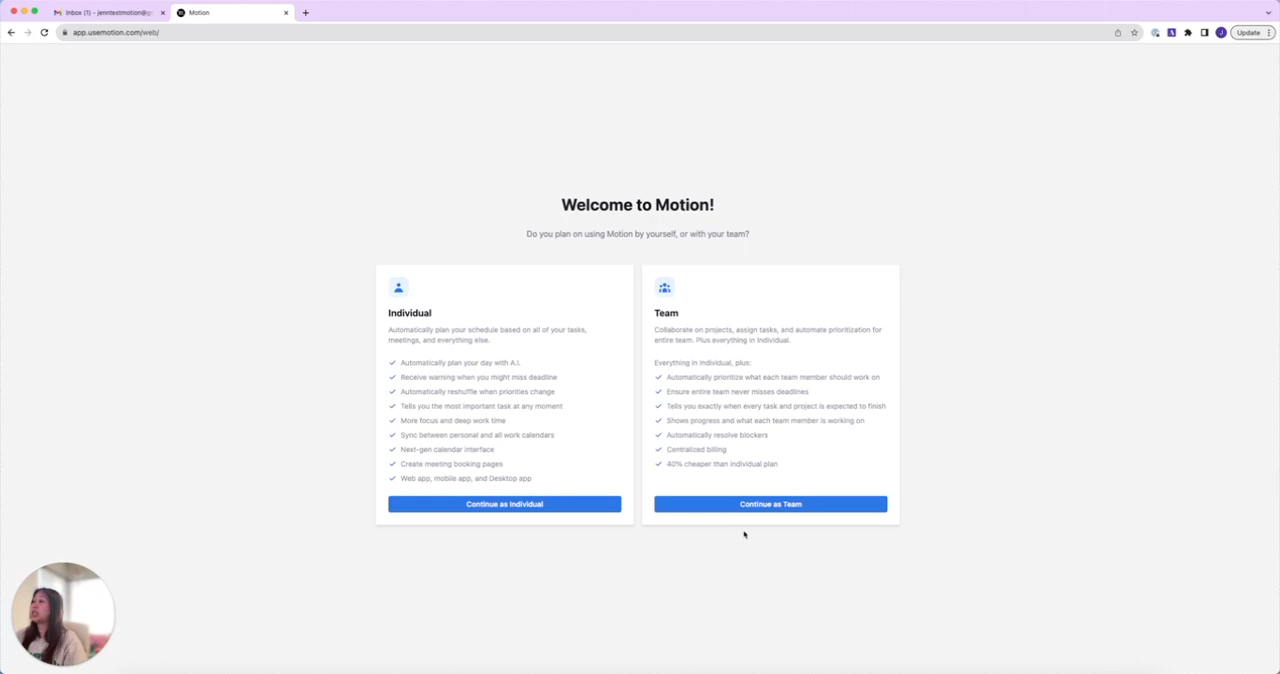 Inbox (1) - jenntestmotion@g
Motion
app.usemotion.com/web/
J
Update
Welcome to Motion!
Do you plan on using Motion by yourself, or with your team?
Individual
Automatically plan your schedule based on all of your tasks,
meetings, and everything else.
Automatically plan your day with A.I.
Receive warning when you might miss deadline
Automatically reshuffle when priorities change
Tells you the most important task at any moment
More focus and deep work time
Sync between personal and all work calendars
Next-gen calendar interface
Create meeting booking pages
Web app, mobile app, and Desktop app
Continue as Individual
Team
Collaborate on projects, assign tasks, and automate prioritization for
entire team. Plus everything in Individual.
Everything in Individual, plus:
Automatically prioritize what each team member should work on
Ensure entire team never misses deadlines
Tells you exactly when every task and project is expected to finish
Shows progress and what each team member is working on
Automatically resolve blockers
Centralized billing
40% cheaper than individual plan
Continue as Team